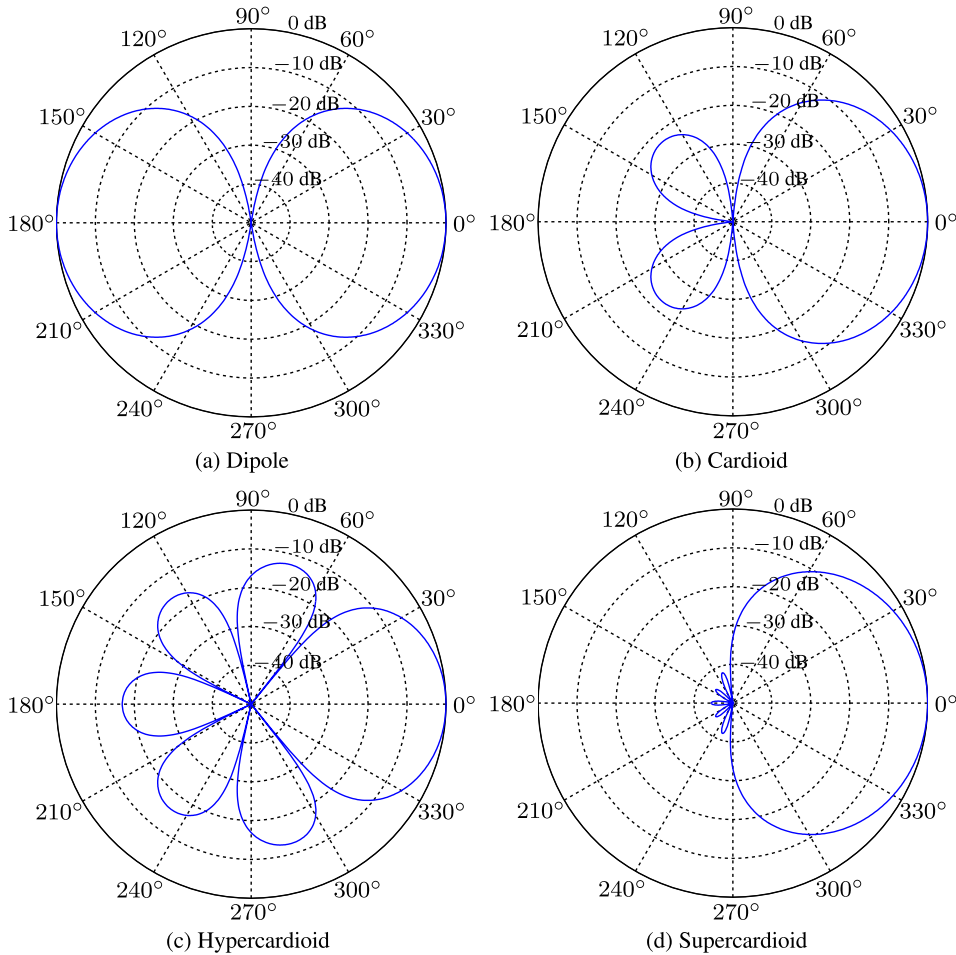 90°
0 dB
120°
60°
−10 dB
150°
−20 dB
30°
−30 dB
−40 dB
180°
0°
210°
330°
240°
300°
270°
(a) Dipole
90°
0 dB
120°
60°
−10 dB
150°
−20 dB
30°
−30 dB
−40 dB
180°
0°
210°
330°
240°
300°
270°
(b) Cardioid
90°
0 dB
120°
60°
−10 dB
150°
−20 dB
30°
−30 dB
−40 dB
180°
0°
210°
330°
240°
300°
270°
(c) Hypercardioid
90°
0 dB
120°
60°
−10 dB
150°
−20 dB
30°
−30 dB
−40 dB
180°
0°
210°
330°
240°
300°
270°
(d) Supercardioid